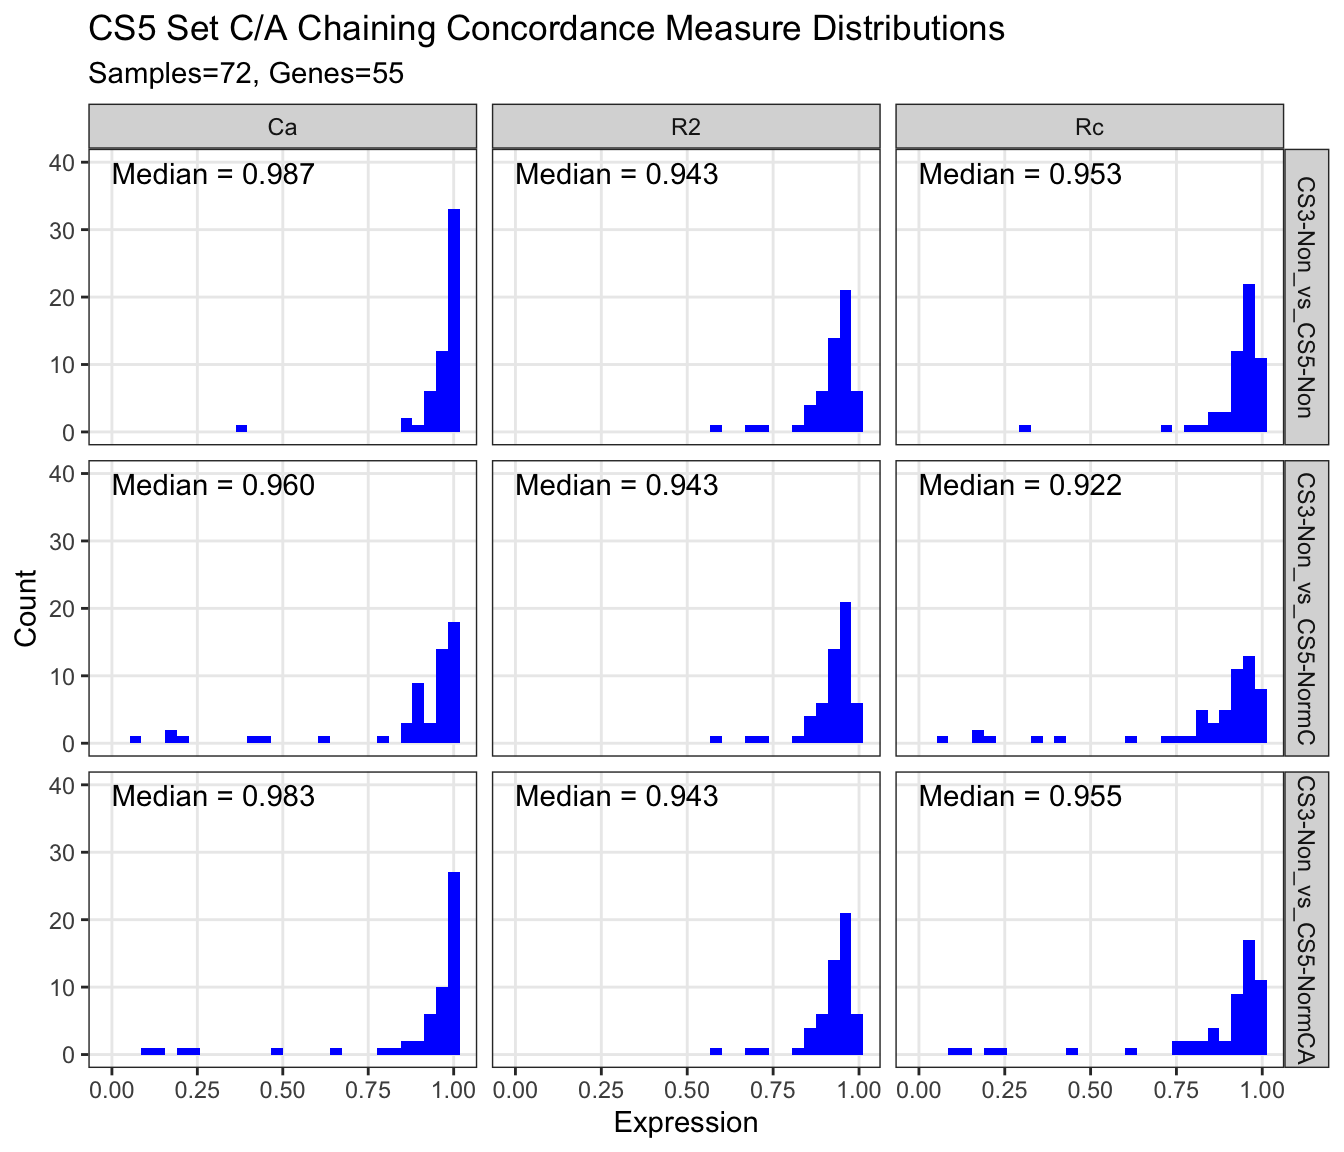 CS5 Set C/A Chaining Concordance Measure Distributions
Samples=72, Genes=55
Ca
R2
Rc
40
30
20
10
0
Median = 0.987
Median = 0.943
Median = 0.953
CS3-Non_vs_CS5-Non
Count
40
30
20
10
0
Median = 0.960
Median = 0.943
Median = 0.922
CS3-Non_vs_CS5-NormC
40
30
20
10
0
Median = 0.983
Median = 0.943
Median = 0.955
CS3-Non_vs_CS5-NormCA
0.00 0.25 0.50 0.75 1.00
0.00 0.25 0.50 0.75 1.00
0.00 0.25 0.50 0.75 1.00
Expression